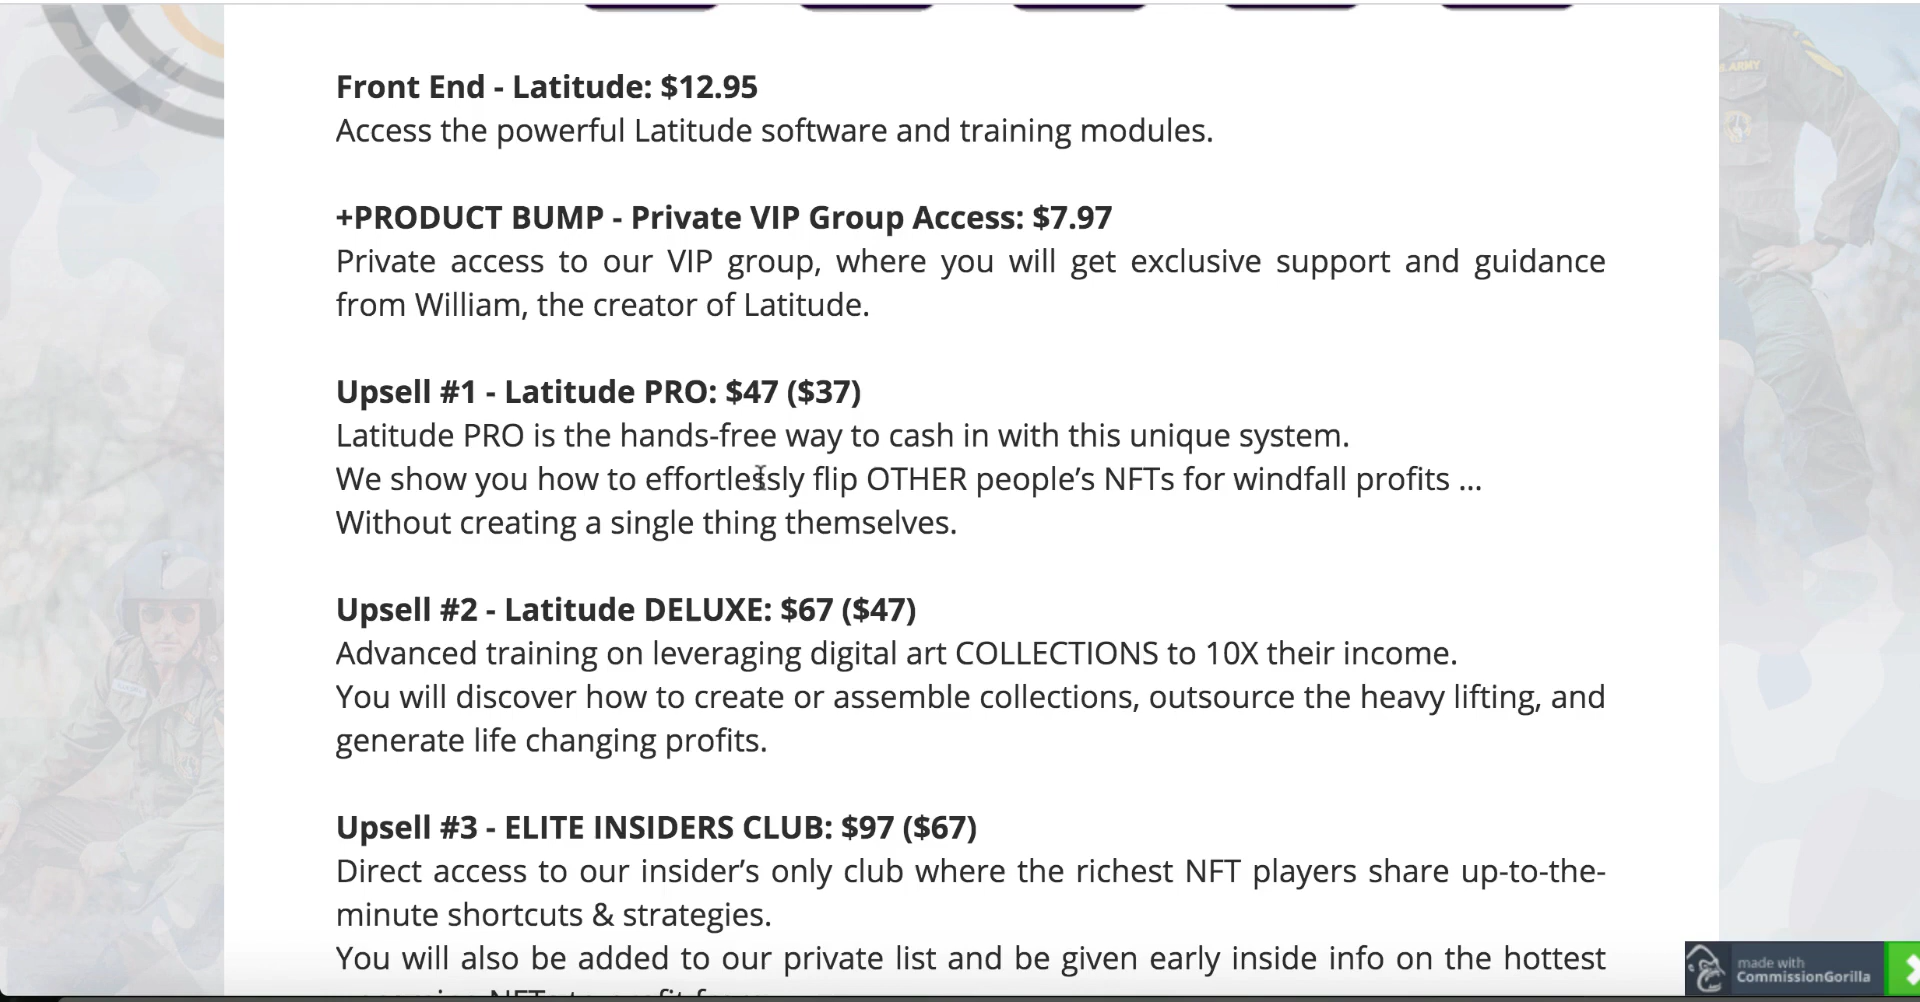 Front End - Latitude: $12.95
Access the powerful Latitude software and training modules.
+PRODUCT BUMP - Private VIP Group Access: $7.97
Private access to our VIP group, where you will get exclusive support and guidance
from William, the creator of Latitude.
Upsell #1 - Latitude PRO: $47 ($37)
Latitude PRO is the hands-free way to cash in with this unique system.
We show you how to effortlessly flip OTHER people’s NFTs for windfall profits ...
Without creating a single thing themselves.
Upsell #2 - Latitude DELUXE: $67 ($47)
Advanced training on leveraging digital art COLLECTIONS to 10X their income.
You will discover how to create or assemble collections, outsource the heavy lifting, and
generate life changing profits.
Upsell #3 - ELITE INSIDERS CLUB: $97 ($67)
Direct access to our insider’s only club where the richest NFT players share up-to-the-
minute shortcuts & strategies.
You will also be added to our private list and be given early inside info on the hottest
NFTs to profit from
made with
CommissionGorilla
ARMY